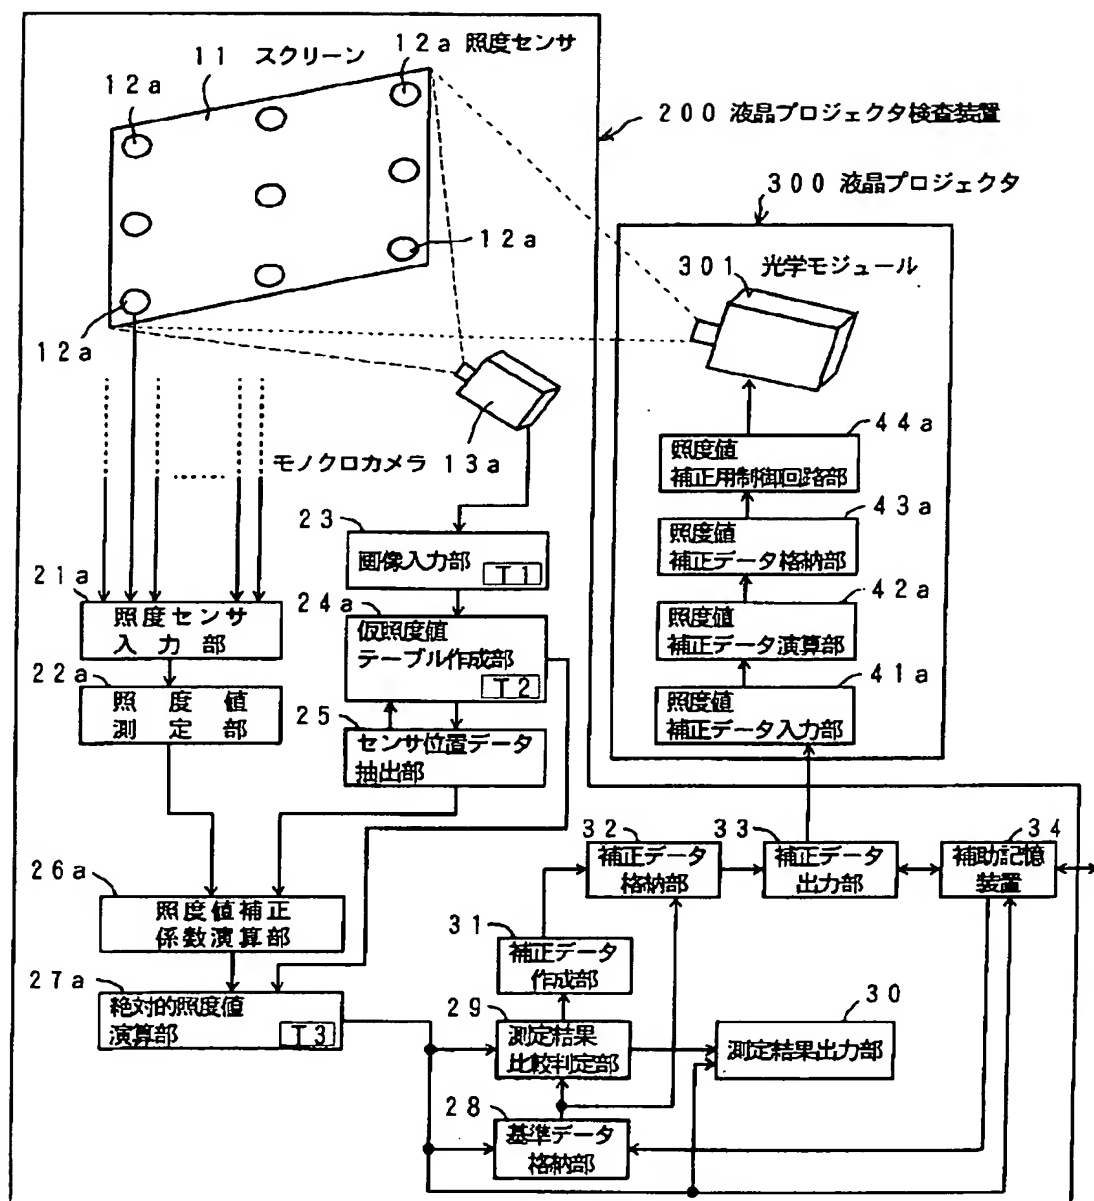 12a 照度センサ
11 スクリーン
12a
200 液晶プロジェクタ検査装置
300 液晶プロジェクタ
12a
301 光学モジュール
12a
44a
照度値
補正用制御回路部
モノクロカメラ 13a
43a
照度値
補正データ格納部
23
画像入力部 T1
42a
照度値
補正データ演算部
21a
照度センサ
入力部
24a
仮照度値
テーブル作成部
T2
41a
照度値
補正データ入力部
22a
照度値
測定部
25
センサ位置データ
抽出部
32
補正データ
格納部
33
補正データ
出力部
34
補助記憶
装置
26a
照度値補正
係数演算部
31
補正データ
作成部
27a
絶対的照度値
演算部 T3
29
測定結果
比較判定部
30
測定結果出力部
28
基準データ
格納部